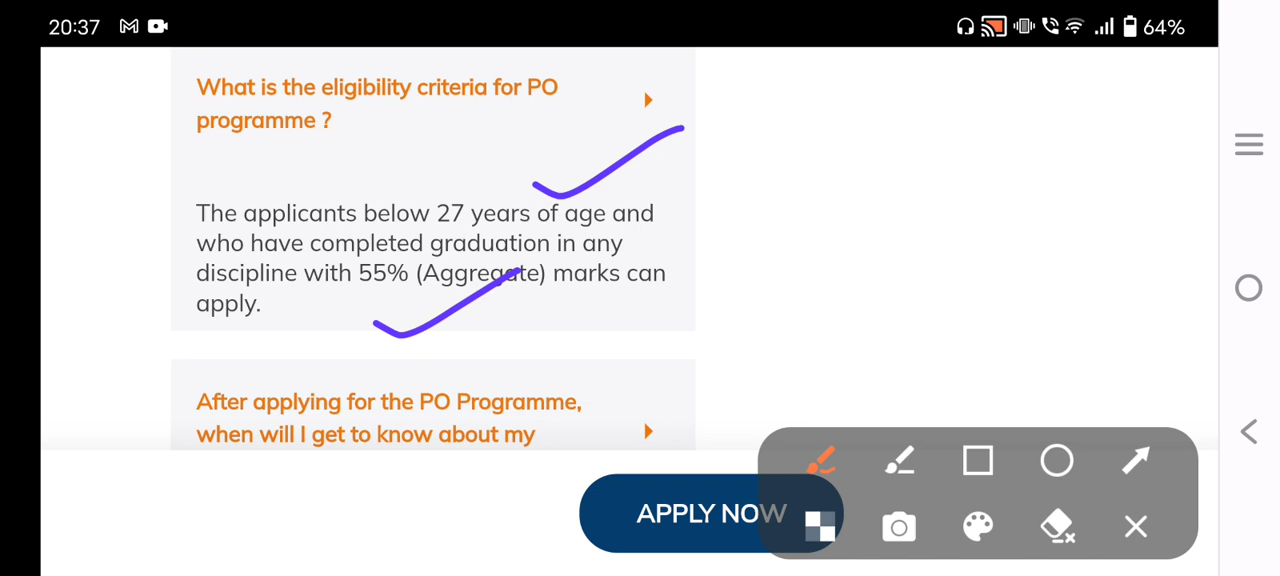 20:37
64%
What is the eligibility criteria for PO
programme ?
The applicants below 27 years of age and
who have completed graduation in any
discipline with 55% (Aggregate) marks can
apply.
After applying for the PO Programme,
when will I get to know about my
APPLY NOW